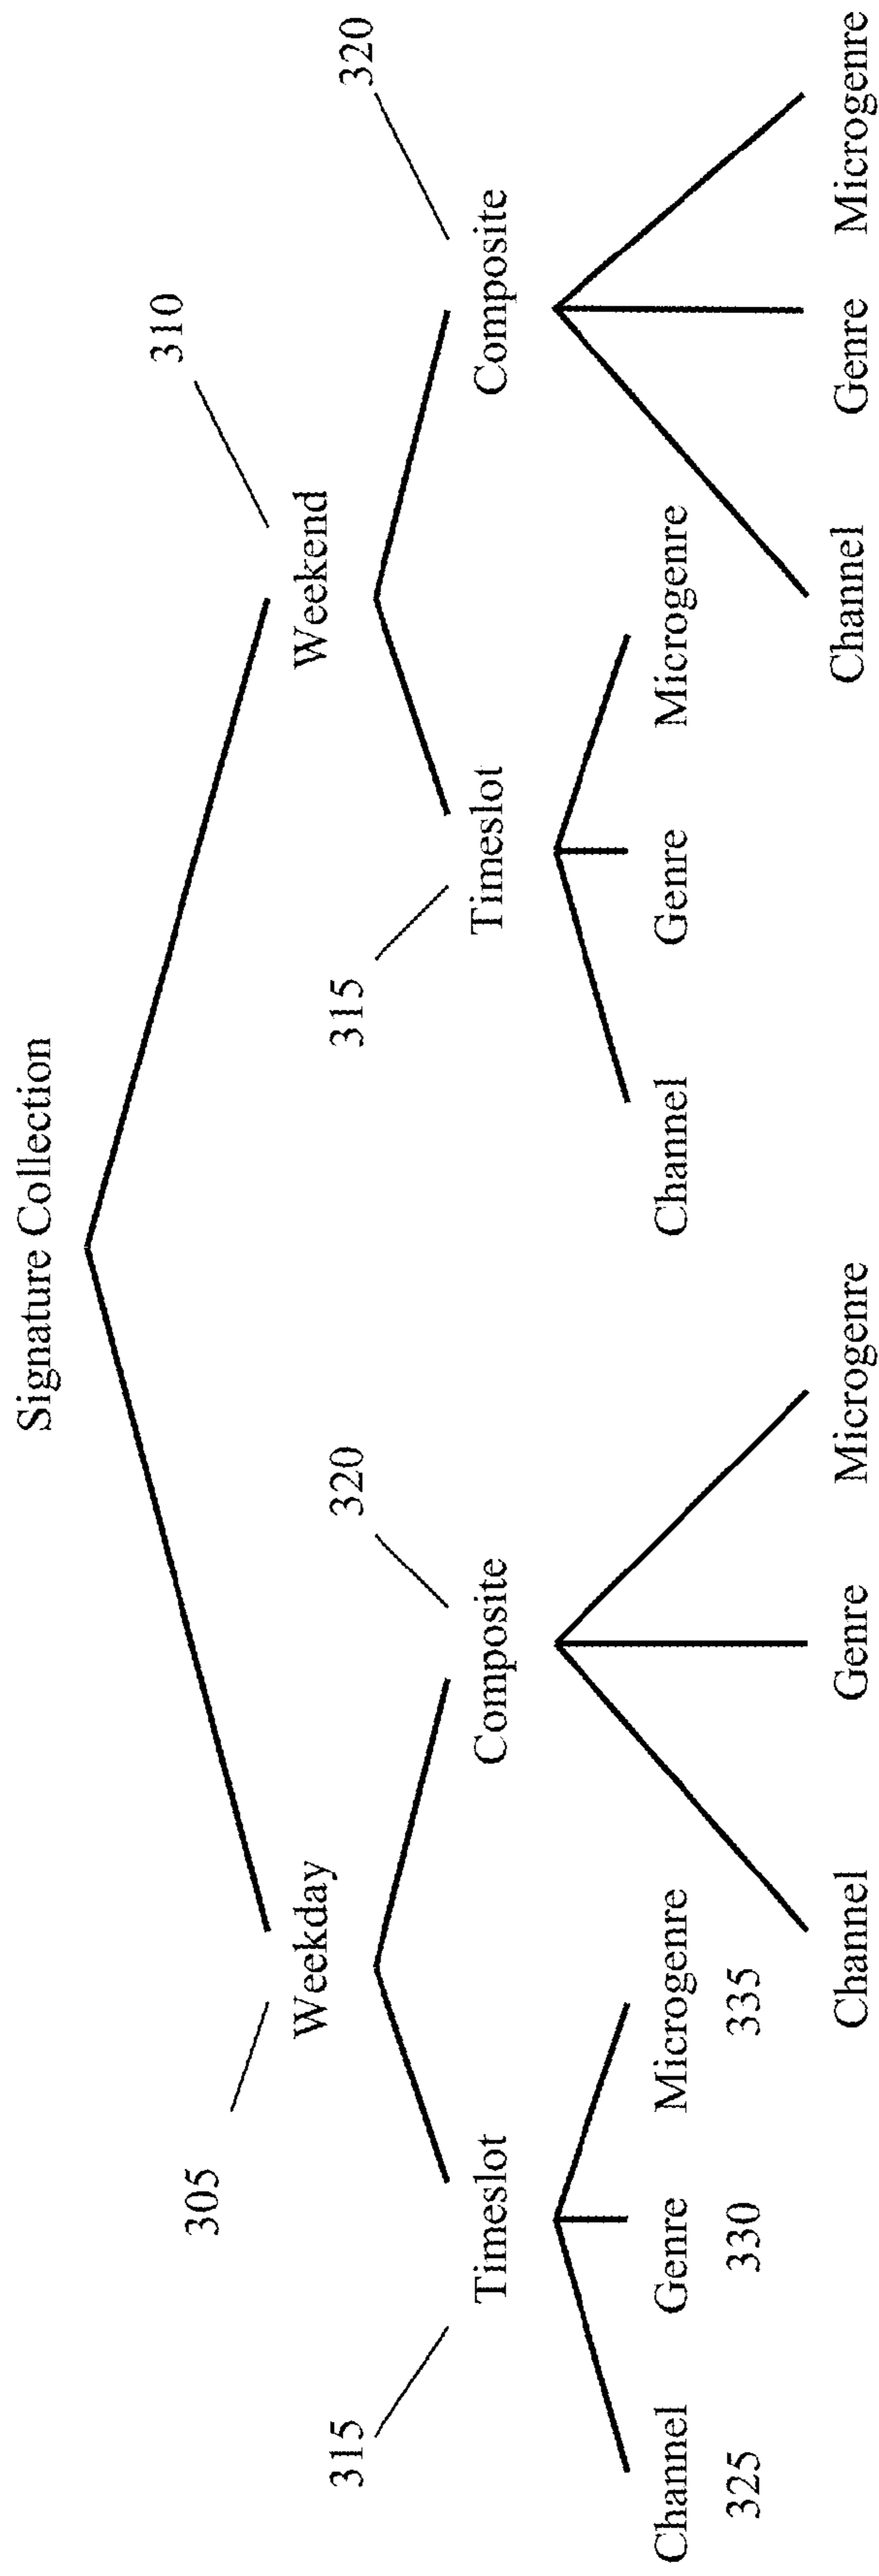 Signature Collection
305
310
Weekday
Weekend
315
320
315
320
Timeslot
Composite
Timeslot
Composite
Channel
Genre
Microgenre
Channel
Genre
Microgenre
325
330
335
Channel
Genre
Microgenre
Channel
Genre
Microgenre